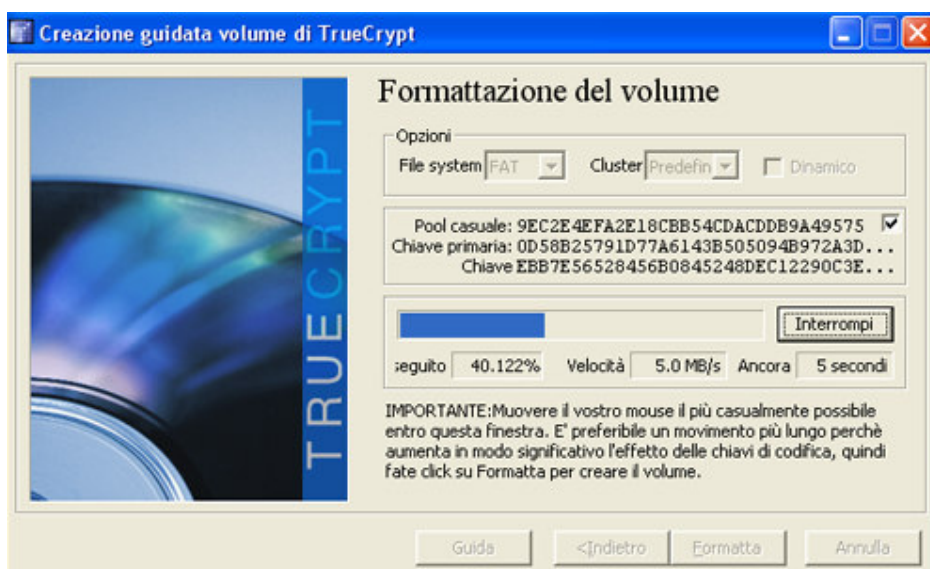 Creazione guidata volume di TrueCrypt
TRUECRYPT
Formattazione del volume
Opzioni
File system FAT Cluster Predefin Dinamico
Pool casuale: 9EC2E4EFA2E18CBB54CDACDDB9A49575
Chiave primaria: 0D58B25791D77A6143B505094B972A3D...
Chiave EBB7E56528456B0845248DEC12290C3E...
Interrompi
seguito 40.122% Velocità 5.0 MB/s Ancora 5 secondi
IMPORTANTE:Muovere il vostro mouse il più casualmente possibile
entro questa finestra. E' preferibile un movimento più lungo perchè
aumenta in modo significativo l'effetto delle chiavi di codifica, quindi
fate click su Formatta per creare il volume.
Guida <Indietro Formatta Annulla